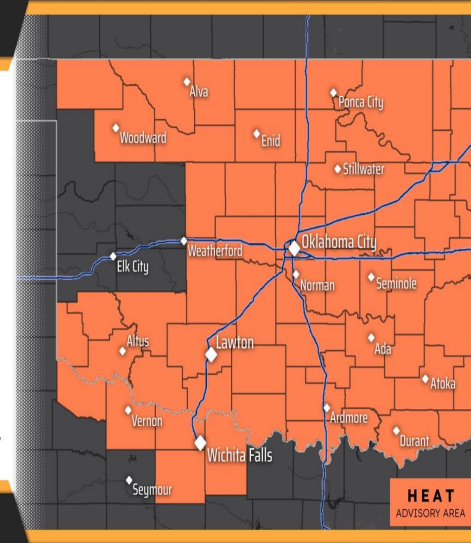 Alva
Ponca City
Woodward
Enid
Stillwater
Oklahoma City
Weatherford
Elk City
Norman
Seminole
Altus
Lawton
Ada
Atoka
Vernon
Ardmore
Durant
Wichita Falls
Seymour
HEAT
ADVISORY AREA